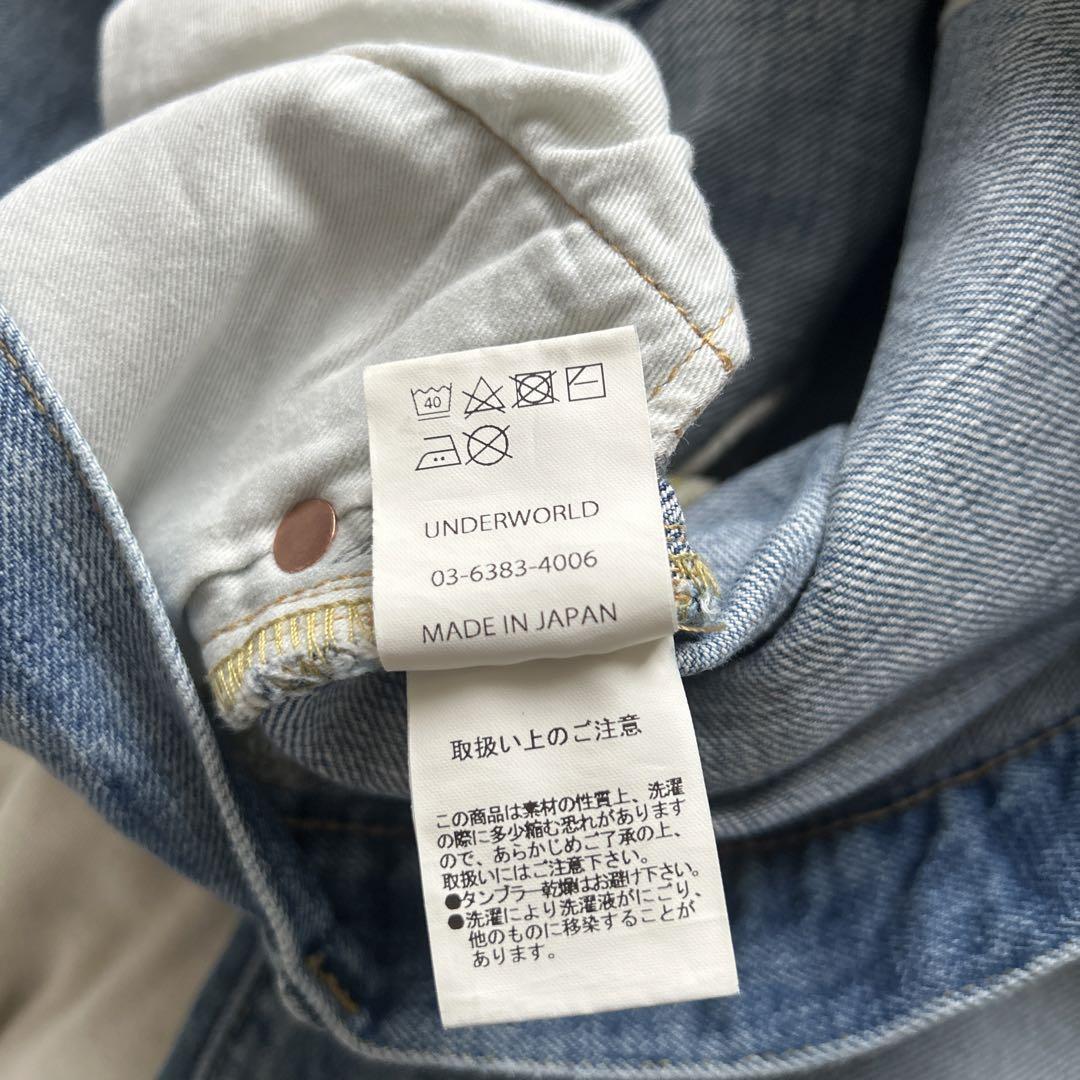 40
UNDERWORLD
03-6383-4006
MADE IN JAPAN
取扱い上のご注意
この商品は素材の性質上、洗濯
の際に多少縮む恐れがあります
ので、あらかじめご了承の上、
取扱いにはご注意下さい。
●タンブラー乾燥はお避け下さい。
●洗濯により洗濯液がにごり、
他のものに移染することが
あります。